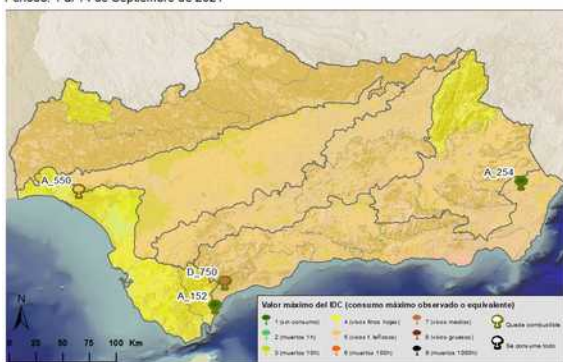 Periodo: 1 al 14 de Septiembre de 2021
A_550
A_254
D_750
A_152
N
0 25 50 75 100 Km
Valor máximo del IDC (consumo máximo observado o equivalente)
1 (sin consumo)
4 (vivos finos, hojas)
7 (vivos medios)
Queda combustible
2 (muertos 1h)
5 (vivos f. leñosos)
8 (vivos gruesos)
3 (muertos 10h)
6 (muertos 100h)
9 (muertos 1000h)
Se consume todo